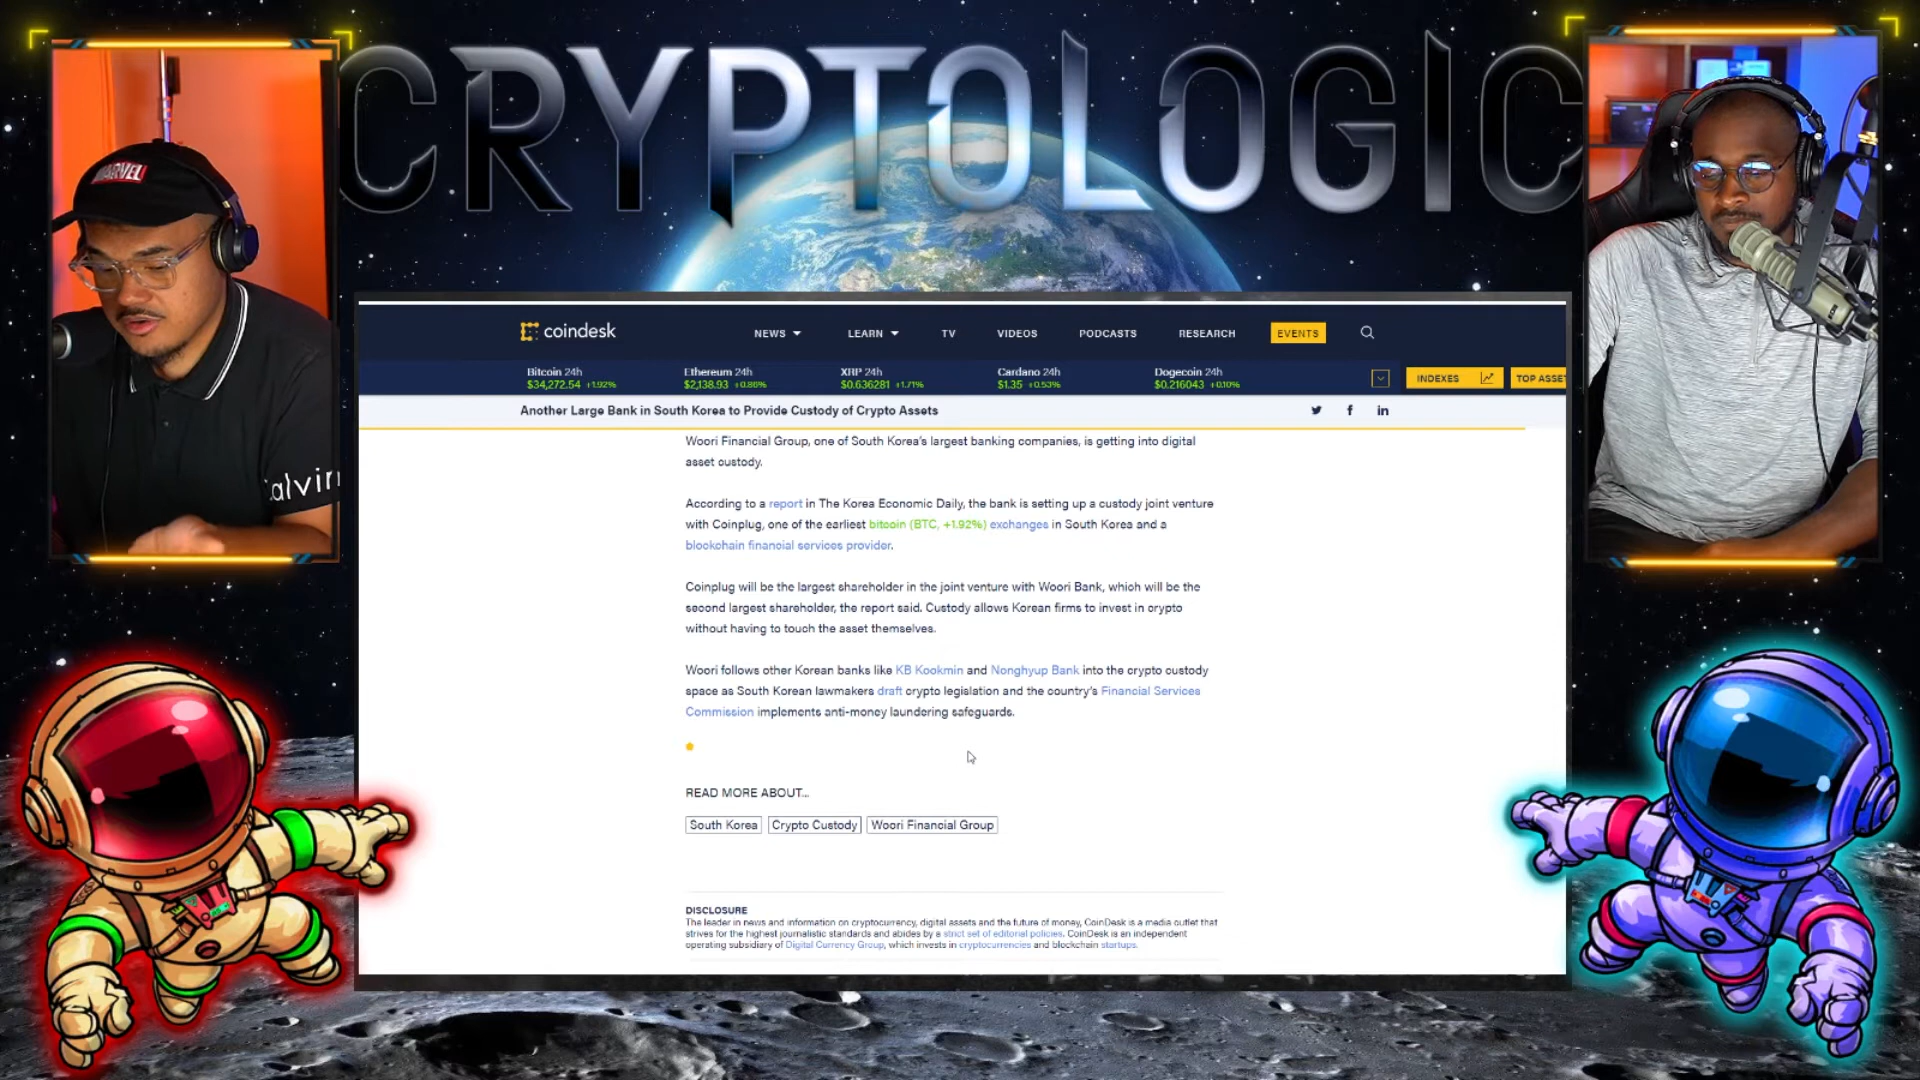 CRYPTOLOGIC
MARVEL
coindesk
NEWS
LEARN
TV
VIDEOS
PODCASTS
RESEARCH
EVENTS
Bitcoin 24h
$34,272.54 +1.92%
Ethereum 24h
$2,138.93 +0.86%
XRP 24h
$0.636281 +1.71%
Cardano 24h
$1.35 +0.53%
Dogecoin 24h
$0.216043 +0.10%
INDEXES
TOP ASSET
Another Large Bank in South Korea to Provide Custody of Crypto Assets
Woori Financial Group, one of South Korea's largest banking companies, is getting into digital
asset custody.
According to a report in The Korea Economic Daily, the bank is setting up a custody joint venture
with Coinplug, one of the earliest bitcoin (BTC, +1.92%) exchanges in South Korea and a
blockchain financial services provider.
Coinplug will be the largest shareholder in the joint venture with Woori Bank, which will be the
second largest shareholder, the report said. Custody allows Korean firms to invest in crypto
without having to touch the asset themselves.
Woori follows other Korean banks like KB Kookmin and Nonghyup Bank into the crypto custody
space as South Korean lawmakers draft crypto legislation and the country's Financial Services
Commission implements anti-money laundering safeguards.
READ MORE ABOUT...
South Korea
Crypto Custody
Woori Financial Group
DISCLOSURE
The leader in news and information on cryptocurrency, digital assets and the future of money, CoinDesk is a media outlet that
strives for the highest journalistic standards and abides by a strict set of editorial policies. CoinDesk is an independent
operating subsidiary of Digital Currency Group, which invests in cryptocurrencies and blockchain startups.
alvin